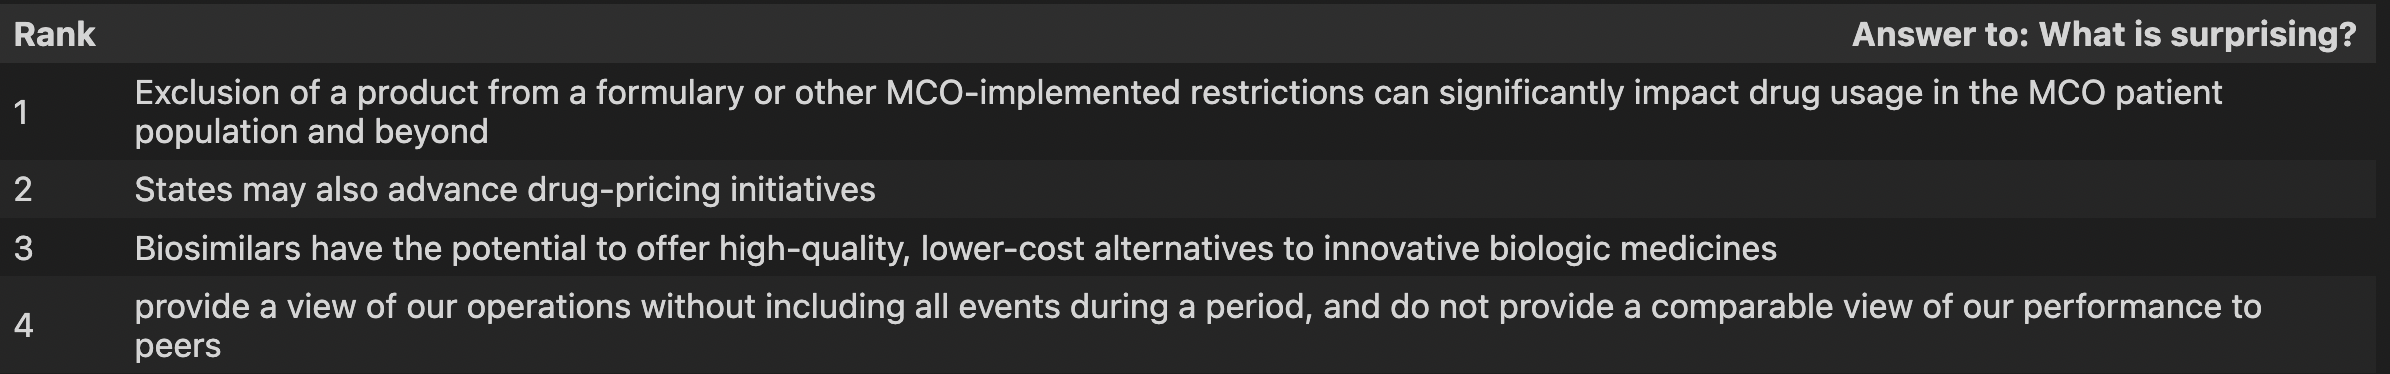 Rank Answer to: What is surprising?
1 Exclusion of a product from a formulary or other MCO-implemented restrictions can significantly impact drug usage in the MCO patient
population and beyond
2 States may also advance drug-pricing initiatives
3 Biosimilars have the potential to offer high-quality, lower-cost alternatives to innovative biologic medicines
4 provide a view of our operations without including all events during a period, and do not provide a comparable view of our performance to
peers